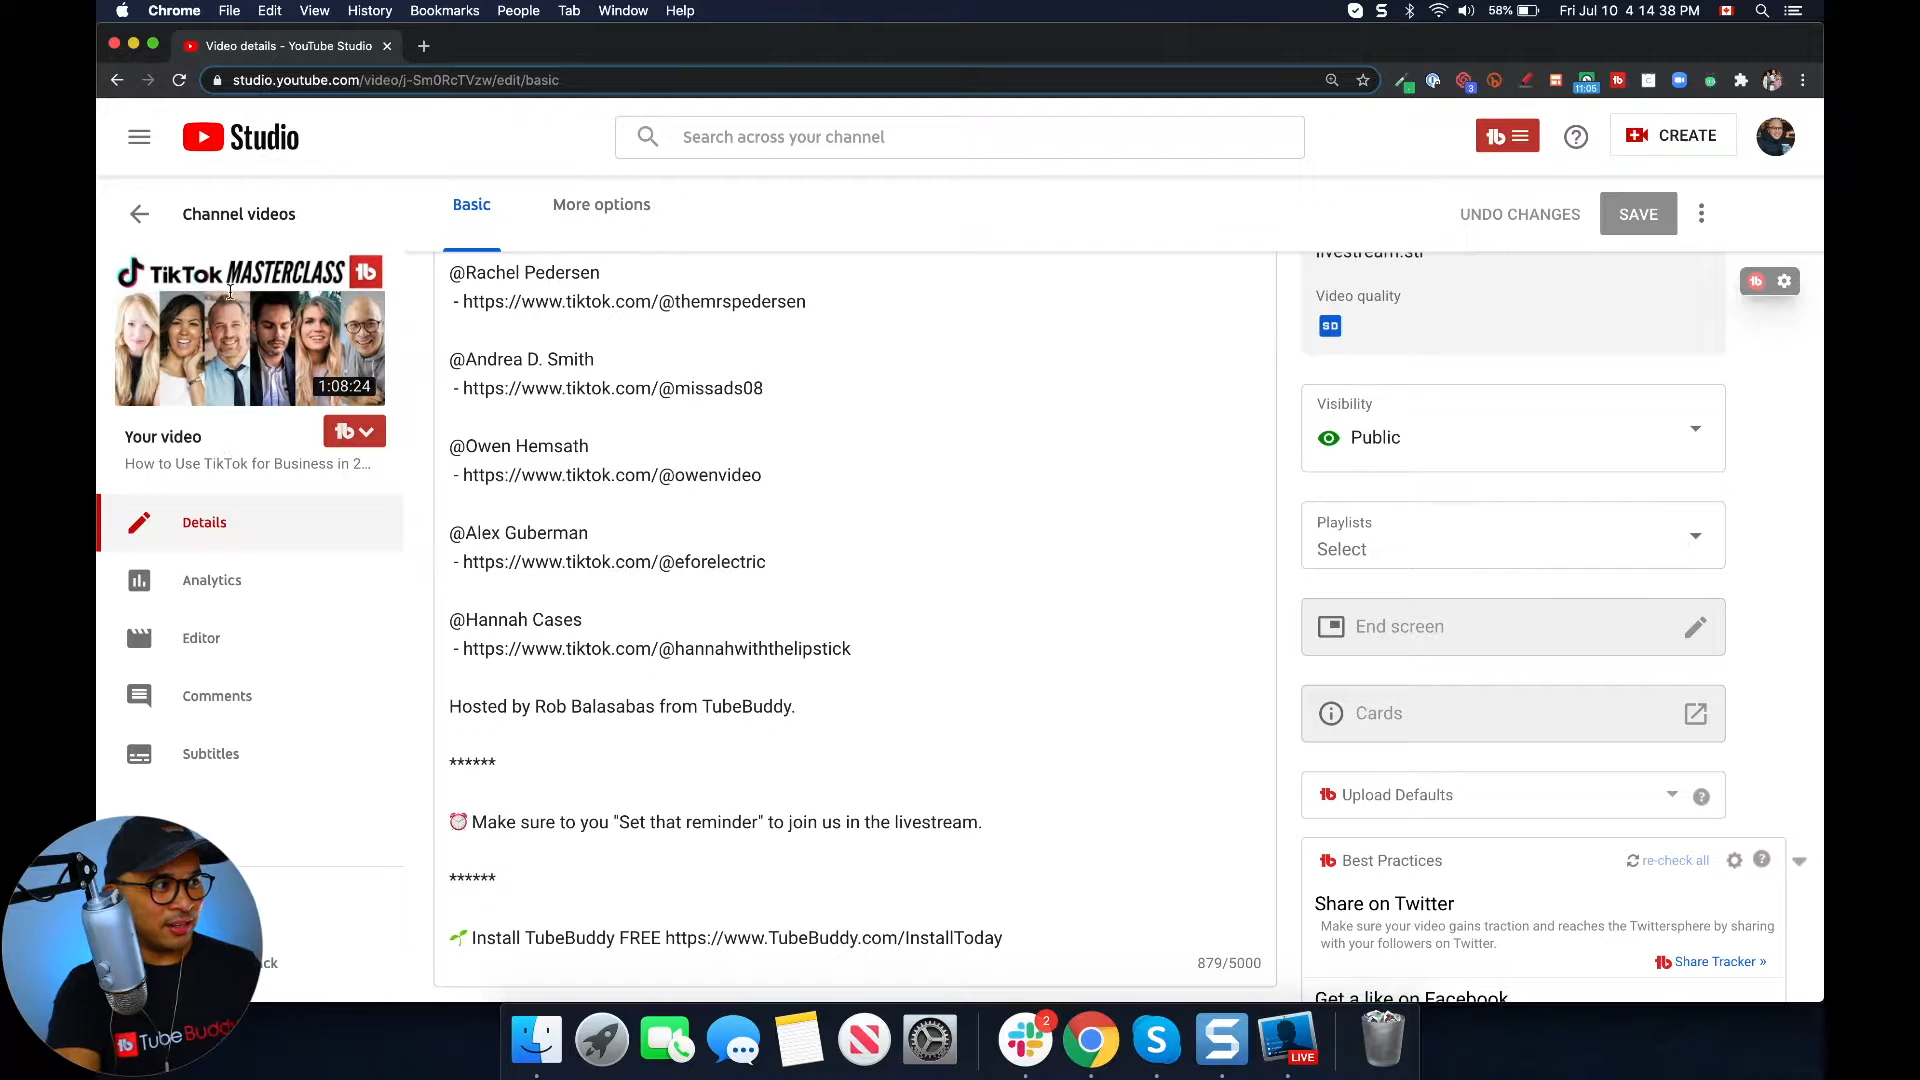 Chrome File Edit View History Bookmarks People Tab Window Help
58% Fri Jul 10 4 14 38 PM
Video details - YouTube Studio
studio.youtube.com/video/j-Sm0RcTVzw/edit/basic
3
11:05
Studio
Search across your channel
CREATE
Channel videos
Basic
More options
UNDO CHANGES
SAVE
TikTok MASTERCLASS
1:08:24
Your video
How to Use TikTok for Business in 2...
Details
Analytics
Editor
Comments
Subtitles
@Rachel Pedersen
- https://www.tiktok.com/@themrspedersen
@Andrea D. Smith
- https://www.tiktok.com/@missads08
@Owen Hemsath
- https://www.tiktok.com/@owenvideo
@Alex Guberman
- https://www.tiktok.com/@eforelectric
@Hannah Cases
- https://www.tiktok.com/@hannahwiththelipstick
Hosted by Rob Balasabas from TubeBuddy.
******
⏰ Make sure to you "Set that reminder" to join us in the livestream.
******
🌱 Install TubeBuddy FREE https://www.TubeBuddy.com/InstallToday
879/5000
Video quality
SD
Visibility
Public
Playlists
Select
End screen
Cards
Upload Defaults
Best Practices
re-check all
Share on Twitter
Make sure your video gains traction and reaches the Twittersphere by sharing
with your followers on Twitter.
Share Tracker »
Get a like on Facebook
ck
TubeBuddy
2
LIVE